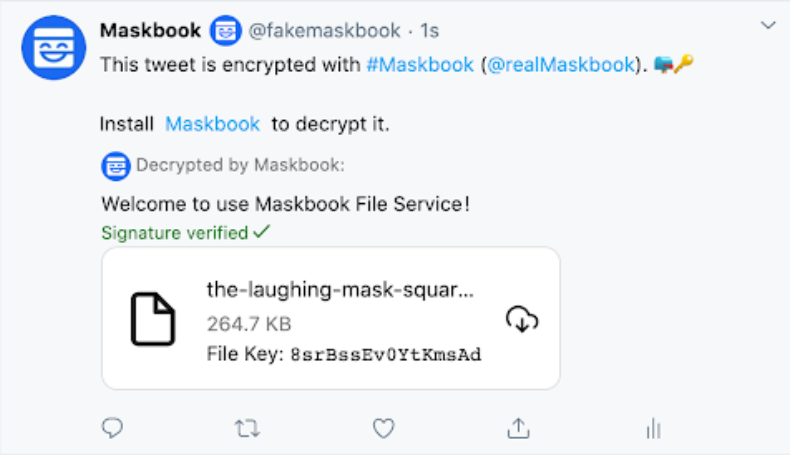 Maskbook @fakemaskbook · 1s
This tweet is encrypted with #Maskbook (@realMaskbook). 📪🔑
Install Maskbook to decrypt it.
Decrypted by Maskbook:
Welcome to use Maskbook File Service!
Signature verified ✓
the-laughing-mask-squar...
264.7 KB
File Key: 8srBssEv0YtKmsAd